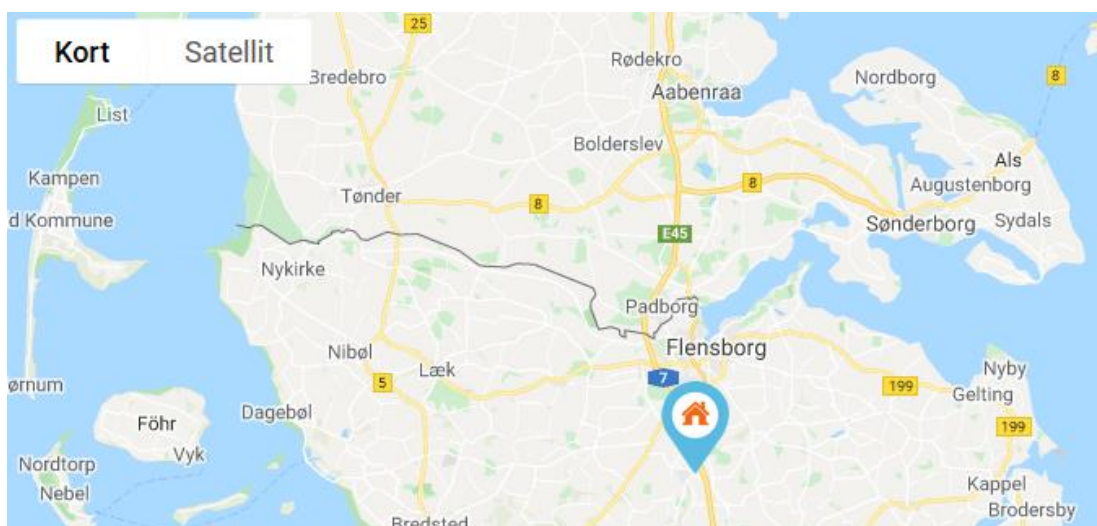 Kort Satellit
25
Rødekro
Bredebro
Nordborg
8
Aabenraa
List
Bolderslev
Als
Kampen
Tønder
8
8
Augustenborg
d Kommune
Sønderborg
Sydals
E45
Nykirke
Padborg
Flensborg
Nibøl
Læk
7
Nyby
5
199
Gelting
ørnum
Dagebøl
Föhr
199
Vyk
Nordtorp
Nebel
Kappel
Brodersby
Bredsted